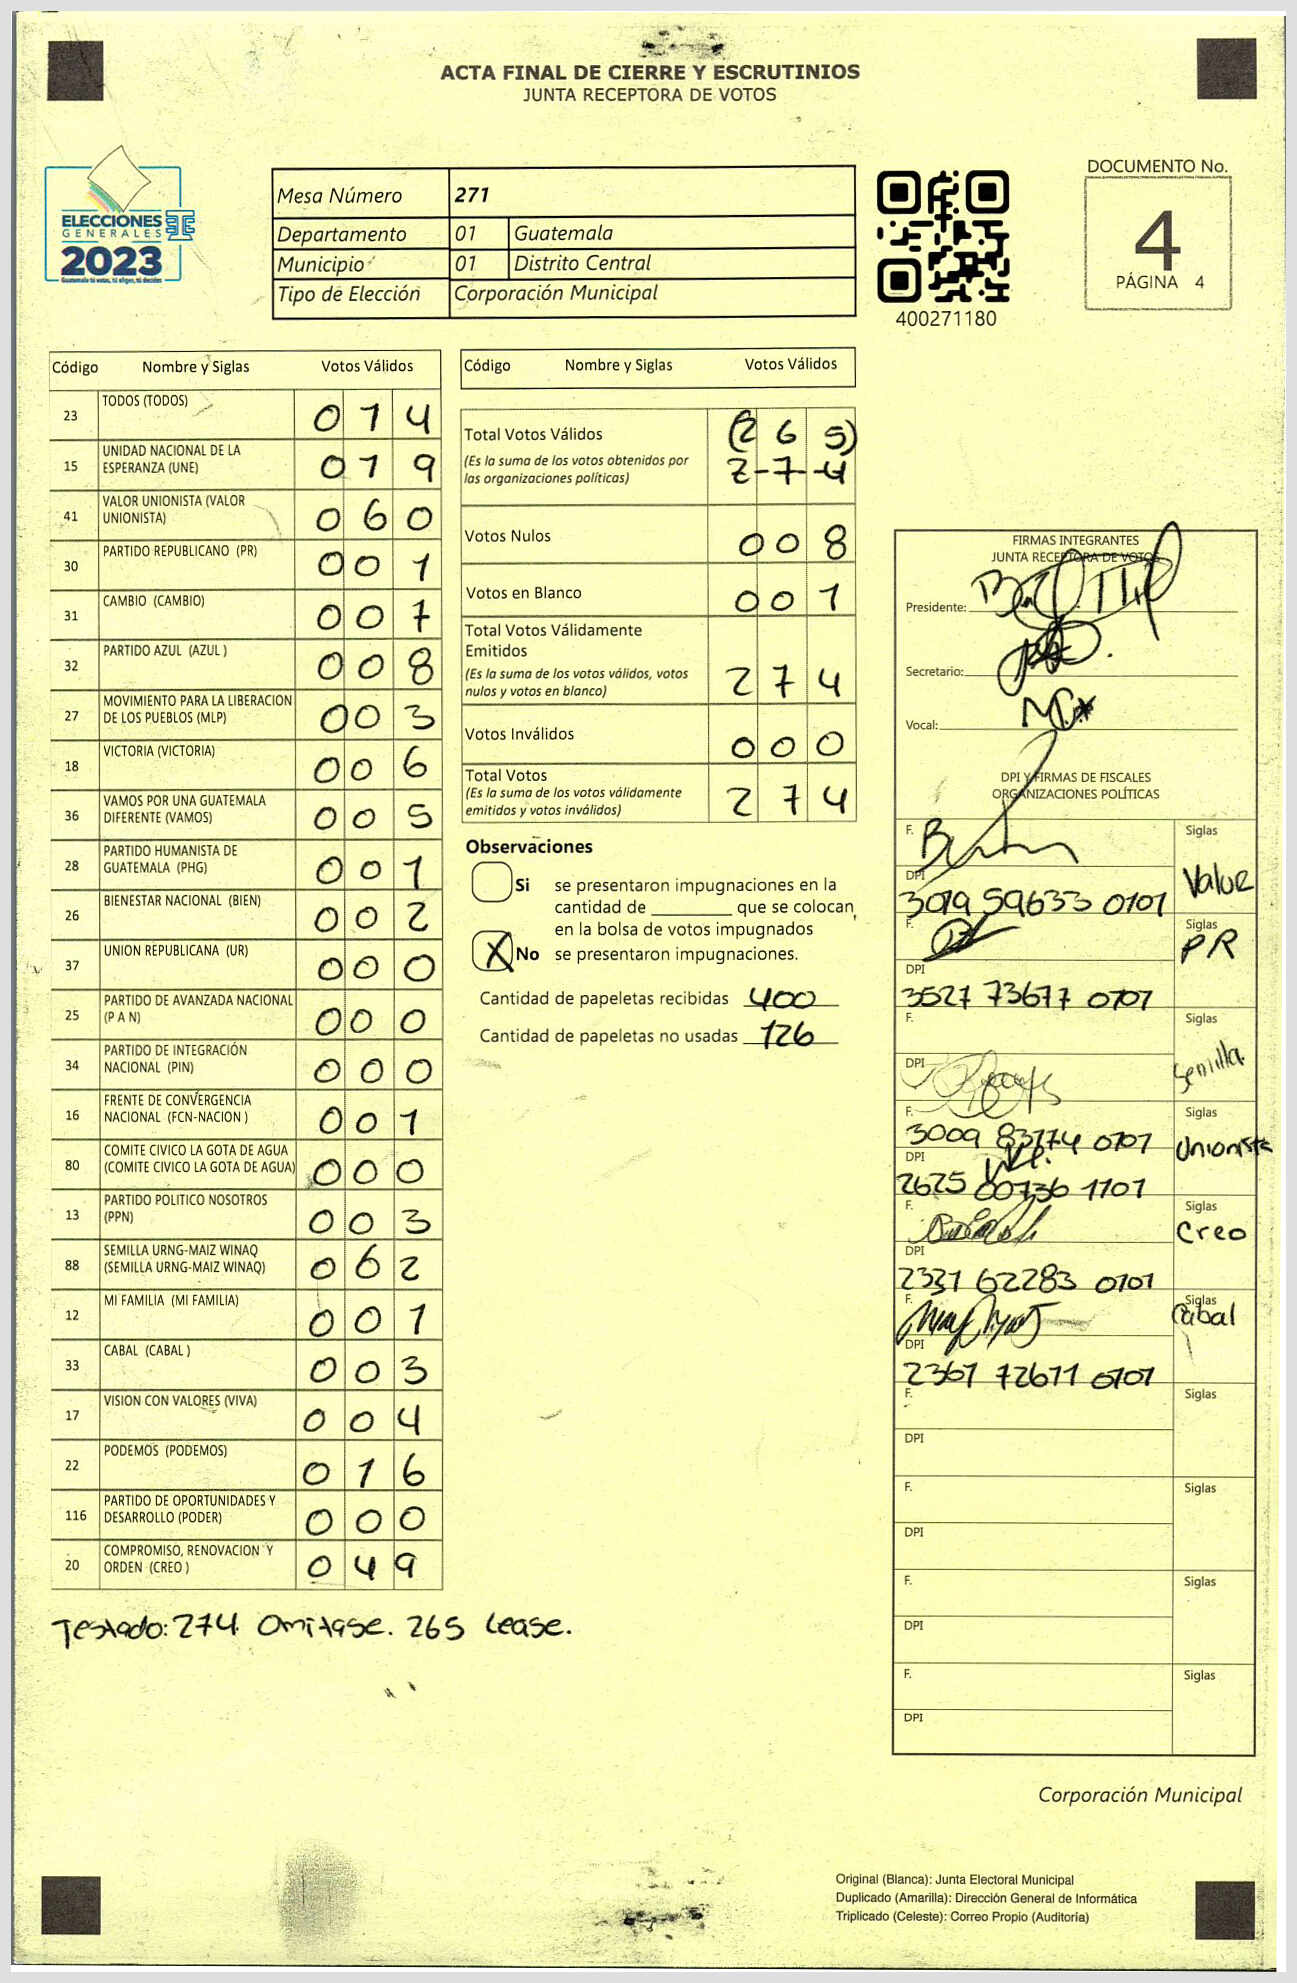 ACTA FINAL DE CIERRE Y ESCRUTINIOS
JUNTA RECEPTORA DE VOTOS
ELECCIONES
GENERALES
2023
Guatemala tú votas, tú eliges, tú decides
Mesa Número 271
Departamento 01 Guatemala
Municipio 01 Distrito Central
Tipo de Elección Corporación Municipal
400271180
DOCUMENTO No.
4
PÁGINA 4
Código Nombre y Siglas Votos Válidos
23 TODOS (TODOS) 0 1 4
15 UNIDAD NACIONAL DE LA
ESPERANZA (UNE) 0 1 9
41 VALOR UNIONISTA (VALOR
UNIONISTA) 0 6 0
30 PARTIDO REPUBLICANO (PR) 0 0 1
31 CAMBIO (CAMBIO) 0 0 7
32 PARTIDO AZUL (AZUL ) 0 0 8
27 MOVIMIENTO PARA LA LIBERACION
DE LOS PUEBLOS (MLP) 0 0 3
18 VICTORIA (VICTORIA) 0 0 6
36 VAMOS POR UNA GUATEMALA
DIFERENTE (VAMOS) 0 0 5
28 PARTIDO HUMANISTA DE
GUATEMALA (PHG) 0 0 1
26 BIENESTAR NACIONAL (BIEN) 0 0 2
37 UNION REPUBLICANA (UR) 0 0 0
25 PARTIDO DE AVANZADA NACIONAL
(P A N) 0 0 0
34 PARTIDO DE INTEGRACIÓN
NACIONAL (PIN) 0 0 0
16 FRENTE DE CONVERGENCIA
NACIONAL (FCN-NACION ) 0 0 1
80 COMITE CIVICO LA GOTA DE AGUA
(COMITE CIVICO LA GOTA DE AGUA) 0 0 0
13 PARTIDO POLITICO NOSOTROS
(PPN) 0 0 3
88 SEMILLA URNG-MAIZ WINAQ
(SEMILLA URNG-MAIZ WINAQ) 0 6 2
12 MI FAMILIA (MI FAMILIA) 0 0 1
33 CABAL (CABAL ) 0 0 3
17 VISION CON VALORES (VIVA) 0 0 4
22 PODEMOS (PODEMOS) 0 1 6
116 PARTIDO DE OPORTUNIDADES Y
DESARROLLO (PODER) 0 0 0
20 COMPROMISO, RENOVACION Y
ORDEN (CREO ) 0 4 9
Testado: 274. Omitase. 265 Lease.
Código Nombre y Siglas Votos Válidos
Total Votos Válidos (2 6 5)
(Es la suma de los votos obtenidos por
las organizaciones políticas) 2-7-4
Votos Nulos 0 0 8
Votos en Blanco 0 0 1
Total Votos Válidamente
Emitidos
(Es la suma de los votos válidos, votos
nulos y votos en blanco) 2 7 4
Votos Inválidos 0 0 0
Total Votos
(Es la suma de los votos válidamente
emitidos y votos inválidos) 2 7 4
Observaciones
Si se presentaron impugnaciones en la
cantidad de ________ que se colocan,
en la bolsa de votos impugnados
X No se presentaron impugnaciones.
Cantidad de papeletas recibidas 400
Cantidad de papeletas no usadas 126
FIRMAS INTEGRANTES
JUNTA RECEPTORA DE VOTOS
Presidente:
Secretario:
Vocal:
DPI Y FIRMAS DE FISCALES
ORGANIZACIONES POLÍTICAS
F. Siglas
DPI Value
3019 59633 0101
F. Siglas
PR
DPI
3527 73677 0101
F. Siglas
DPI Semilla
F. Siglas
3009 83774 0101 Unionista
DPI
2625 00736 1101
F. Siglas
Creo
DPI
2331 62283 0101
F. Siglas
Cabal
DPI
2367 72671 0101
F. Siglas
DPI
F. Siglas
DPI
F. Siglas
DPI
F. Siglas
DPI
Corporación Municipal
Original (Blanca): Junta Electoral Municipal
Duplicado (Amarilla): Dirección General de Informática
Triplicado (Celeste): Correo Propio (Auditoría)